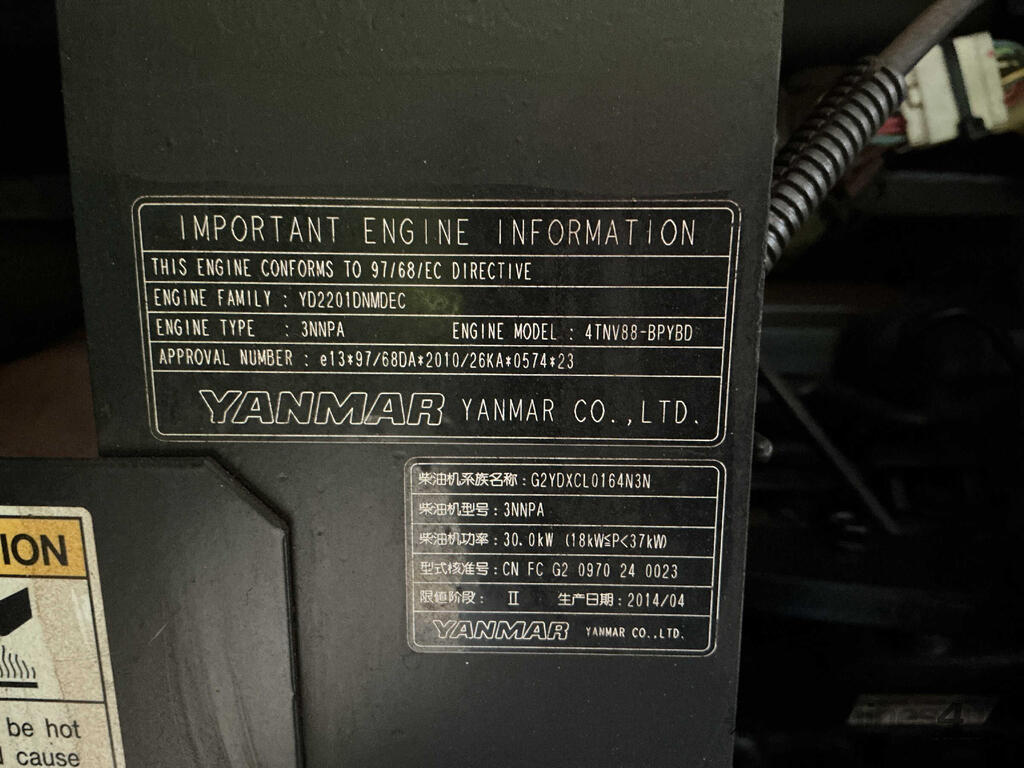 IMPORTANT ENGINE INFORMATION
THIS ENGINE CONFORMS TO 97/68/EC DIRECTIVE
ENGINE FAMILY : YD2201DNMDEC
ENGINE TYPE : 3NNPA ENGINE MODEL : 4TNV88-BPYBD
APPROVAL NUMBER : e13*97/68DA*2010/26KA*0574*23
YANMAR YANMAR CO.,LTD.
柴油机系族名称：G2YDXCL0164N3N
柴油机型号：3NNPA
柴油机功率：30.0kW (18kW≤P<37kW)
型式核准号：CN FC G2 0970 24 0023
限值阶段： Ⅱ 生产日期：2014/04
YANMAR YANMAR CO.,LTD.
ION
be hot
cause